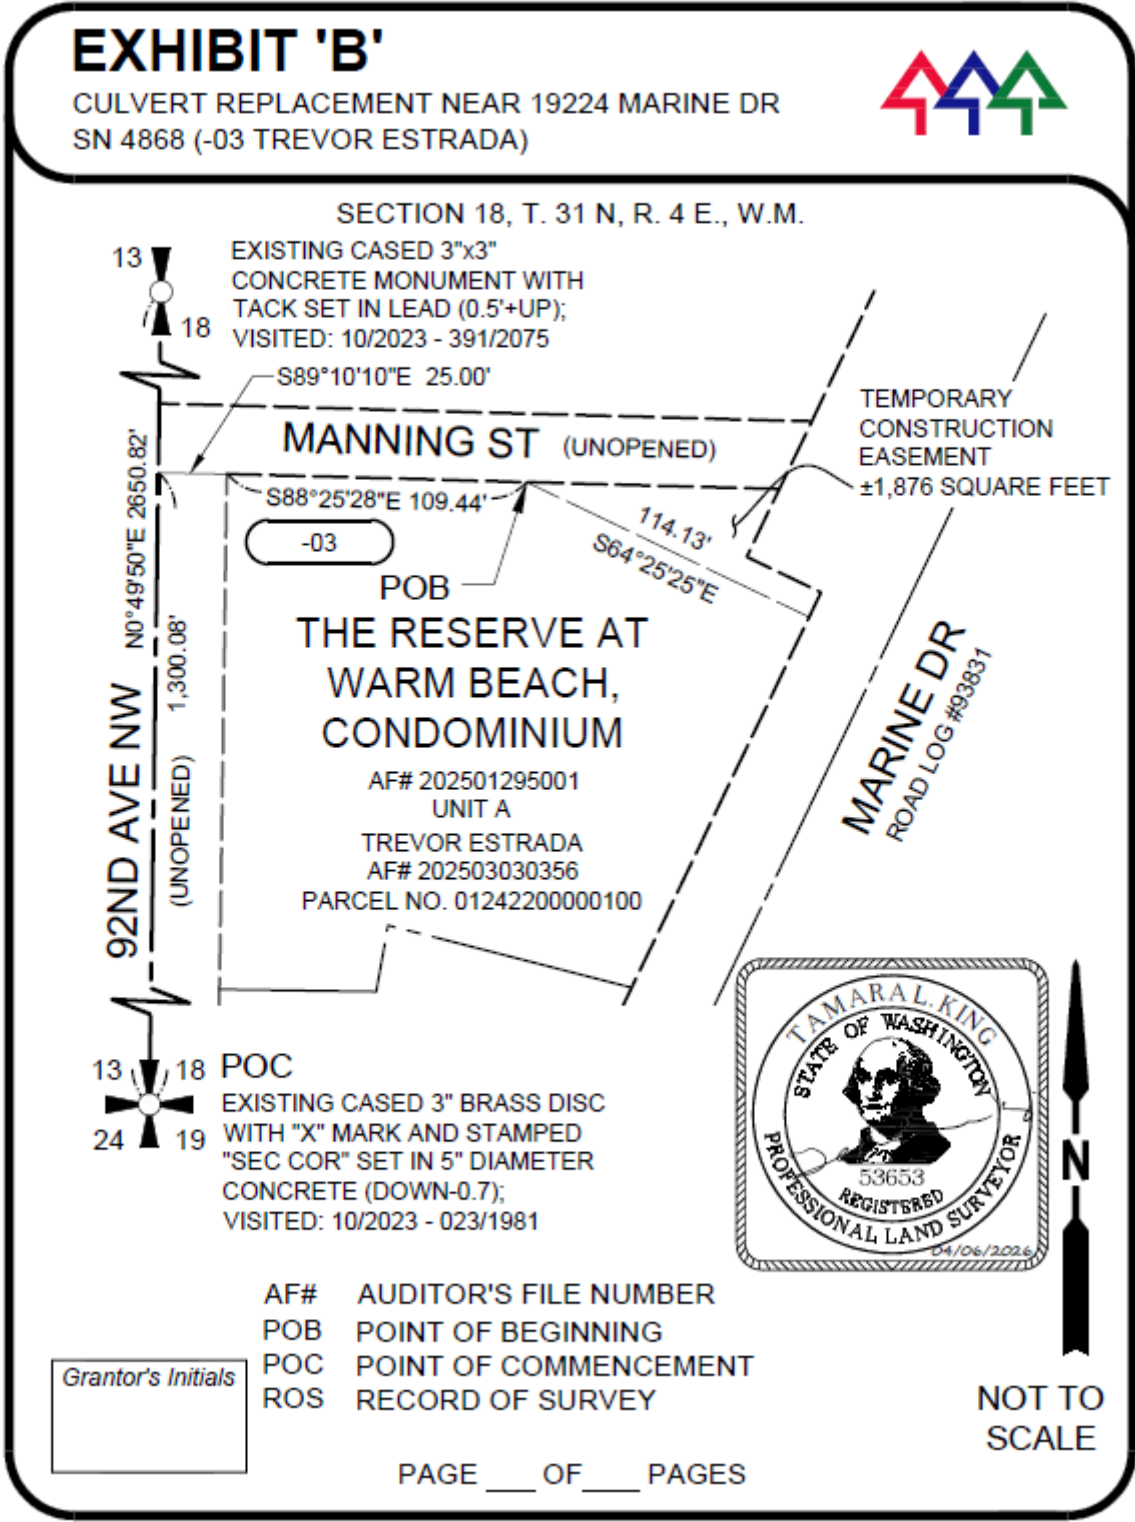 EXHIBIT 'B'
CULVERT REPLACEMENT NEAR 19224 MARINE DR
SN 4868 (-03 TREVOR ESTRADA)
SECTION 18, T. 31 N, R. 4 E., W.M.
13
18
EXISTING CASED 3"x3"
CONCRETE MONUMENT WITH
TACK SET IN LEAD (0.5'+UP);
VISITED: 10/2023 - 391/2075
S89°10'10"E 25.00'
MANNING ST (UNOPENED)
TEMPORARY
CONSTRUCTION
EASEMENT
±1,876 SQUARE FEET
N0°49'50"E 2650.82'
S88°25'28"E 109.44'
114.13'
S64°25'25"E
-03
POB
1,300.08'
92ND AVE NW
(UNOPENED)
THE RESERVE AT
WARM BEACH,
CONDOMINIUM
AF# 202501295001
UNIT A
TREVOR ESTRADA
AF# 202503030356
PARCEL NO. 01242200000100
MARINE DR
ROAD LOG #93831
13 18
24 19
POC
EXISTING CASED 3" BRASS DISC
WITH "X" MARK AND STAMPED
"SEC COR" SET IN 5" DIAMETER
CONCRETE (DOWN-0.7);
VISITED: 10/2023 - 023/1981
TAMARA L. KING
STATE OF WASHINGTON
53653
REGISTERED
PROFESSIONAL LAND SURVEYOR
04/06/2026
N
AF# AUDITOR'S FILE NUMBER
POB POINT OF BEGINNING
POC POINT OF COMMENCEMENT
ROS RECORD OF SURVEY
Grantor's Initials
NOT TO
SCALE
PAGE ___ OF ___ PAGES